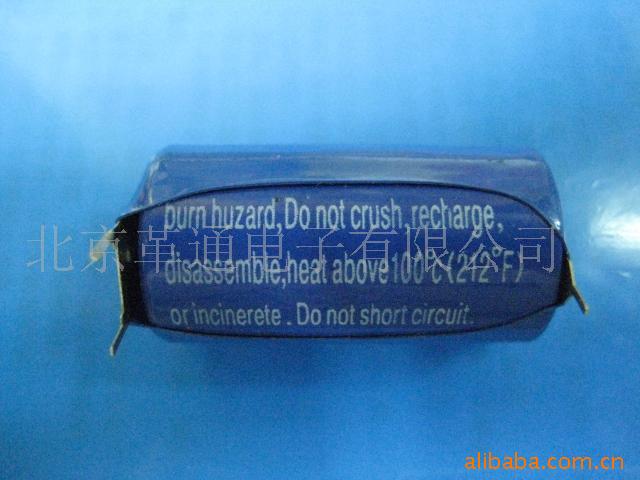 burn huzard, Do not crush, recharge,
北京革通电子有限公司
disassemble, heat above 100°C (212°F)
or incinerete. Do not short circuit.
alibaba.com.cn